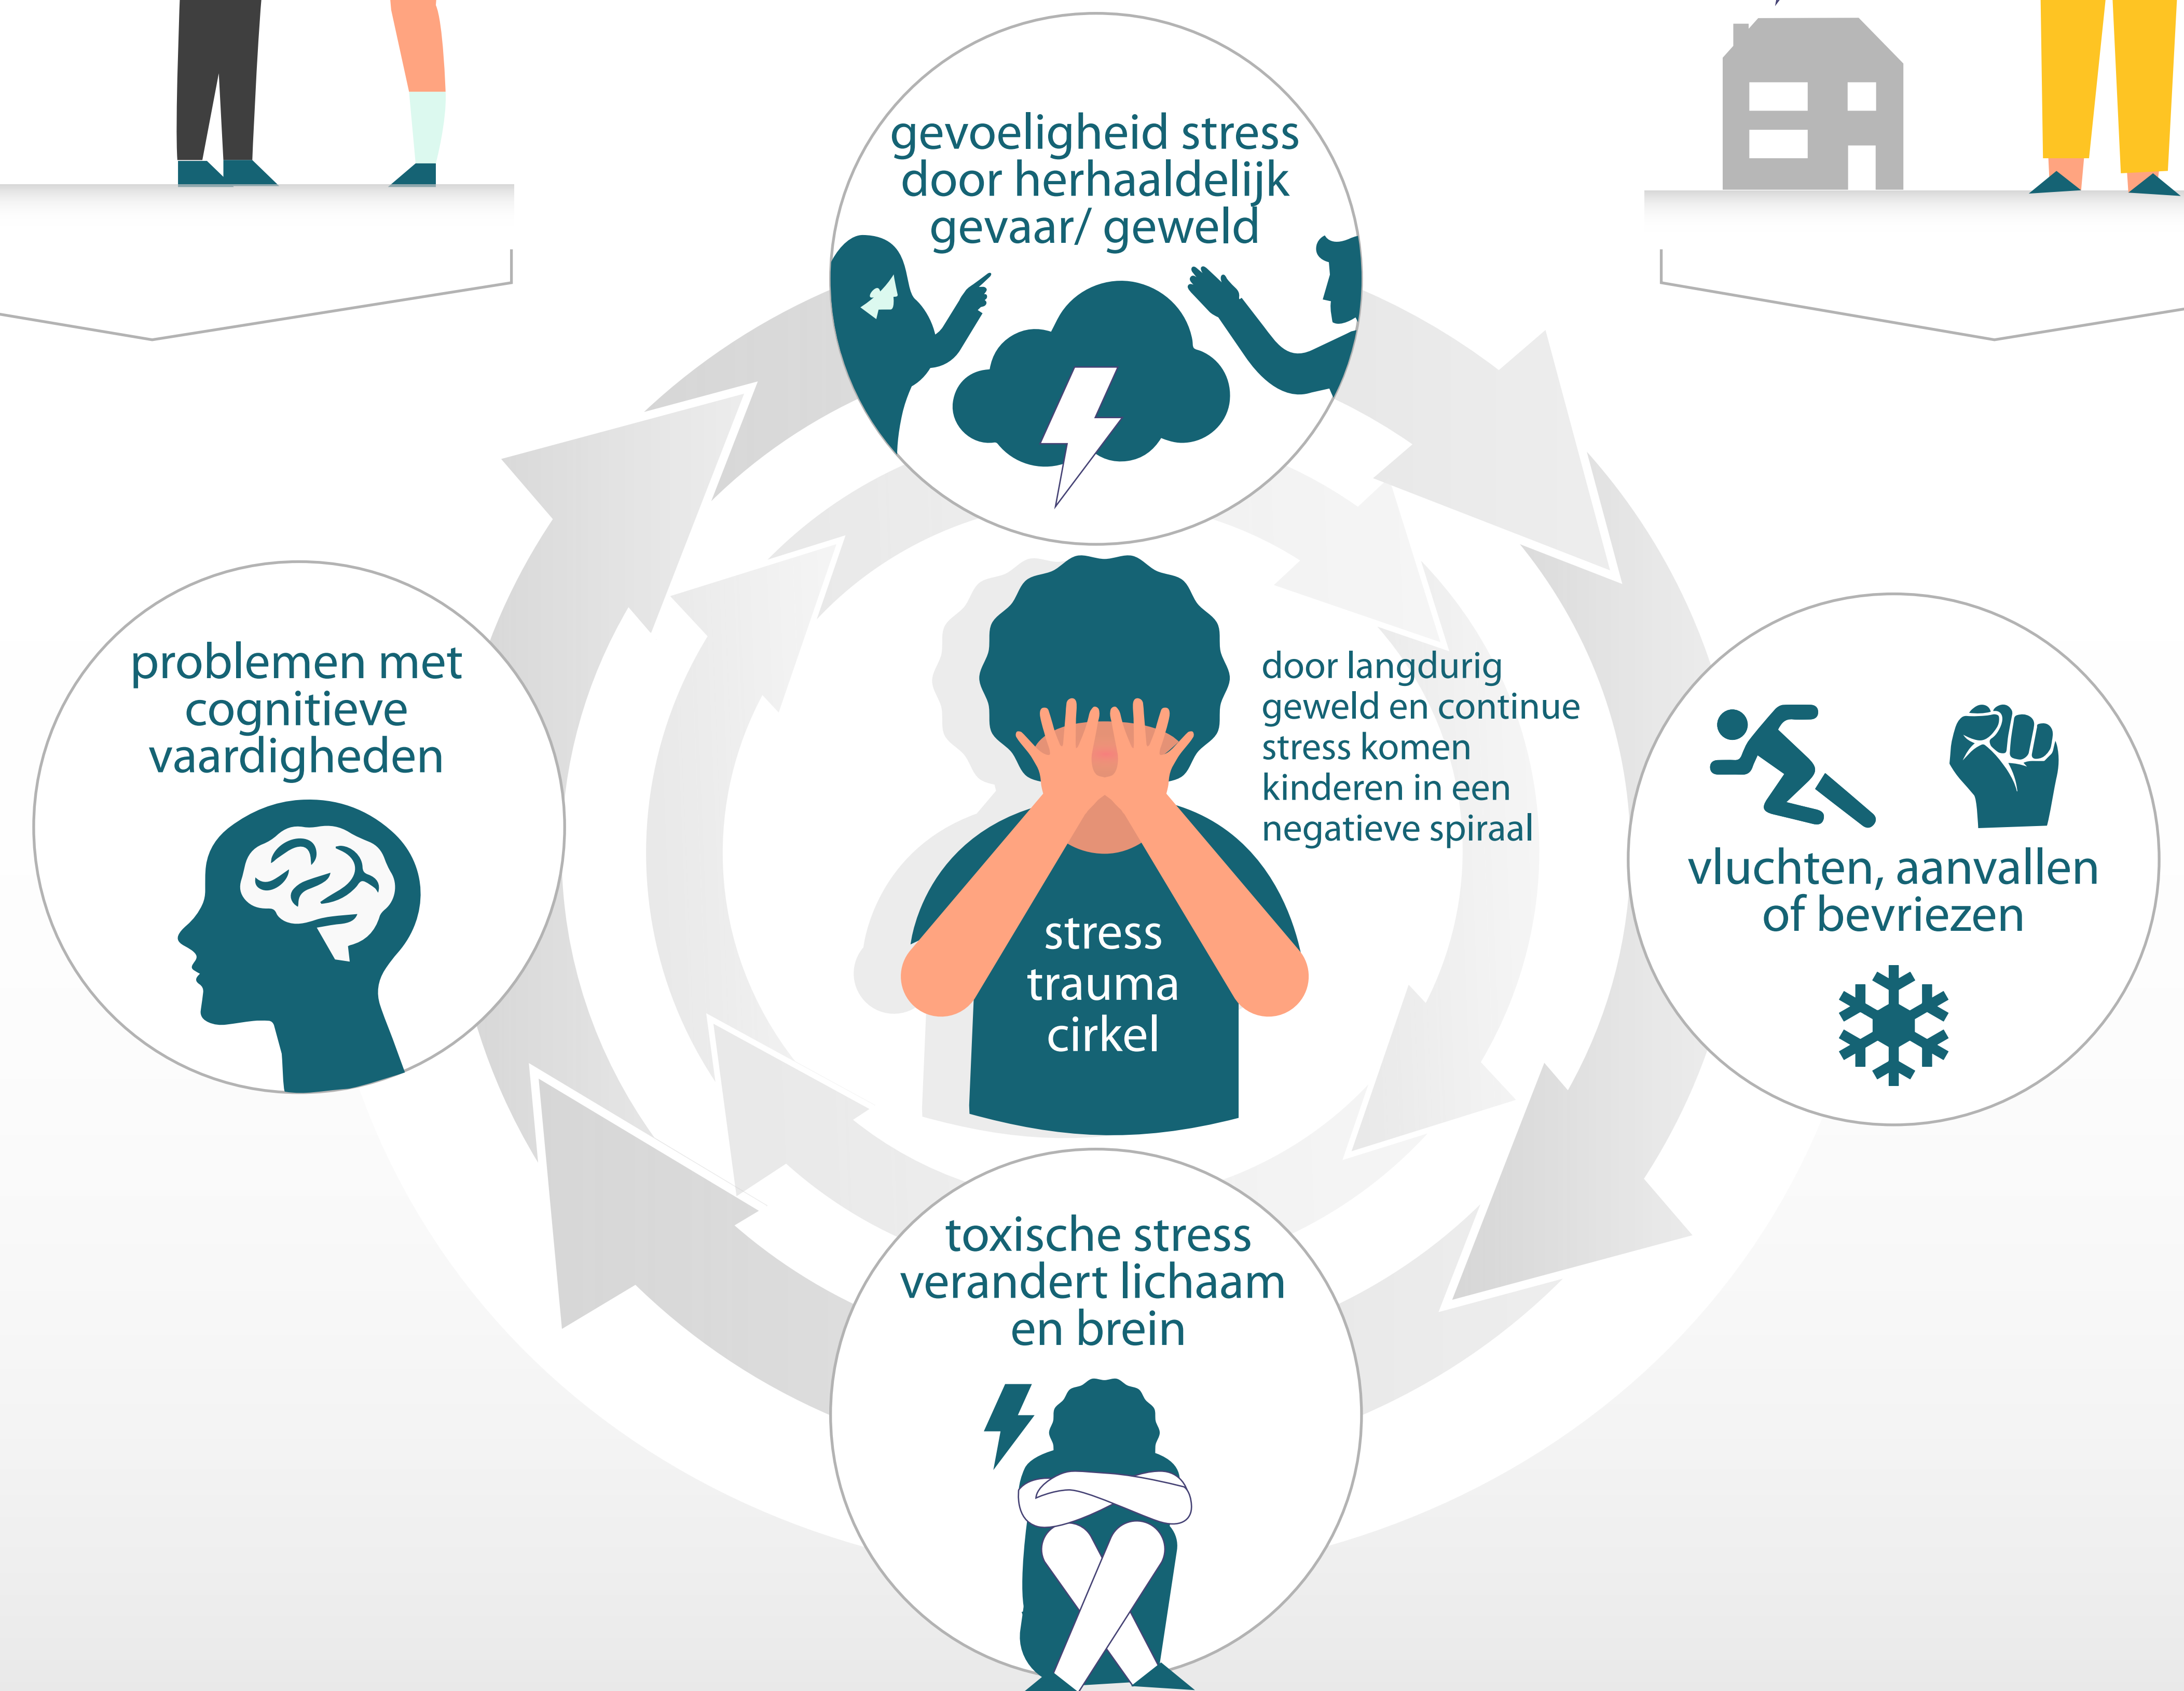 gevoeligheid stress
door herhaaldelijk
gevaar/ geweld
problemen met
cognitieve
vaardigheden
door langdurig
geweld en continue
stress komen
kinderen in een
negatieve spiraal
stress
trauma
cirkel
vluchten, aanvallen
of bevriezen
toxische stress
verandert lichaam
en brein